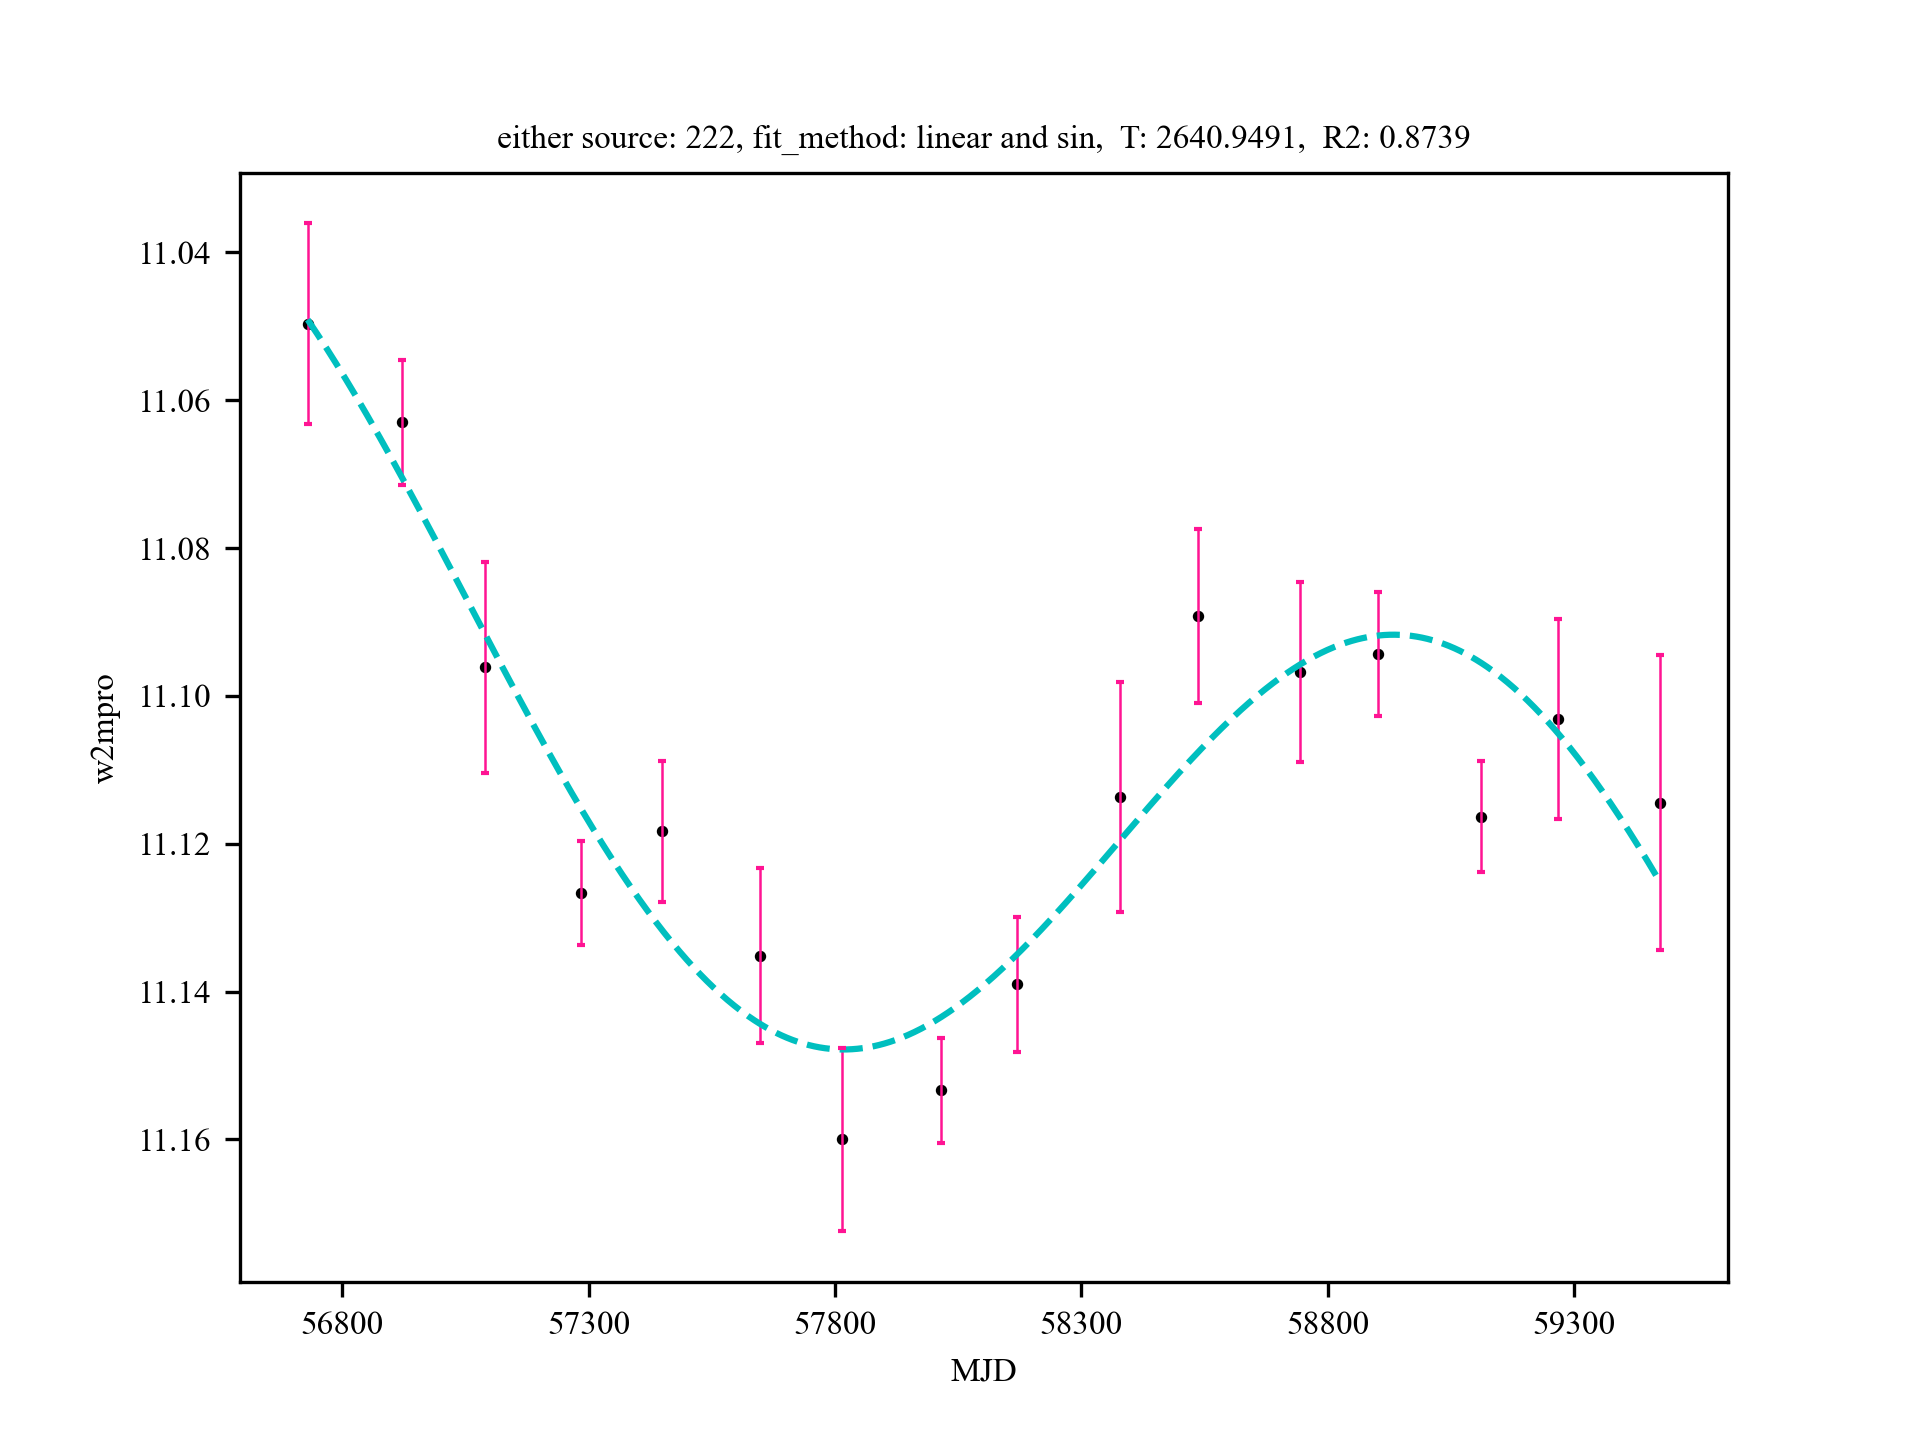 either source: 222, fit_method: linear and sin,  T: 2640.9491,  R2: 0.8739
11.04
11.06
11.08
11.10
11.12
11.14
11.16
w2mpro
56800 57300 57800 58300 58800 59300
MJD